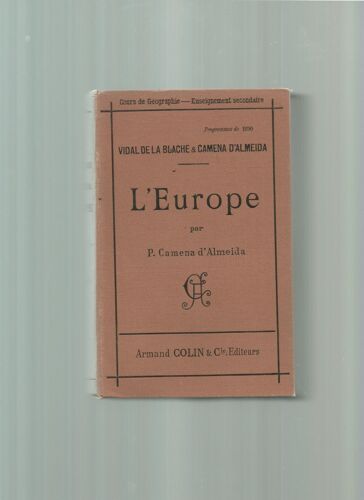 Cours de Géographie — Enseignement secondaire
Programmes de 1890
VIDAL DE LA BLACHE & CAMENA D'ALMEIDA
L'Europe
par
P. Camena d'Almeida
Armand COLIN & Cie, Editeurs